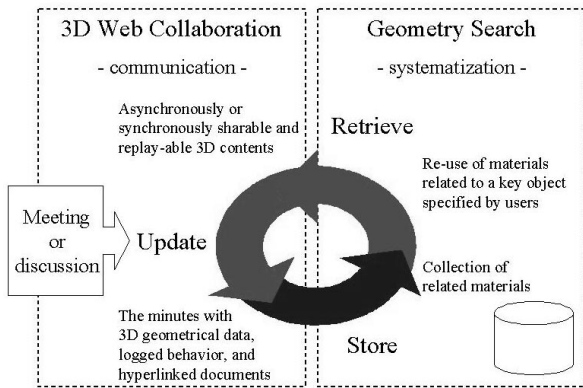 3D Web Collaboration
- communication -
Asynchronously or
synchronously sharable and
replay-able 3D contents
Meeting
or
discussion
Update
The minutes with
3D geometrical data,
logged behavior, and
hyperlinked documents
Geometry Search
- systematization -
Retrieve
Re-use of materials
related to a key object
specified by users
Collection of
related materials
Store